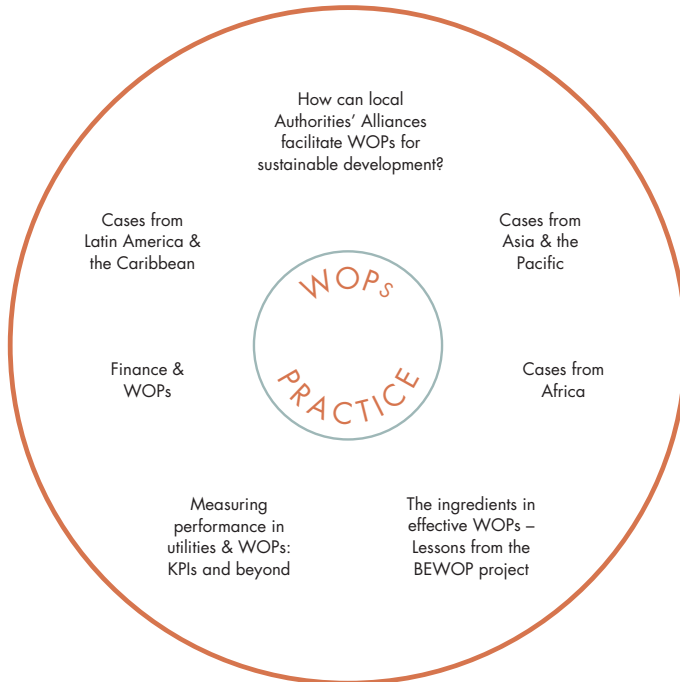 How can local
Authorities’ Alliances
facilitate WOPs for
sustainable development?
Cases from
Latin America &
the Caribbean
Cases from
Asia & the
Pacific
WOPs
PRACTICE
Finance &
WOPs
Cases from
Africa
Measuring
performance in
utilities & WOPs:
KPIs and beyond
The ingredients in
effective WOPs –
Lessons from the
BEWOP project